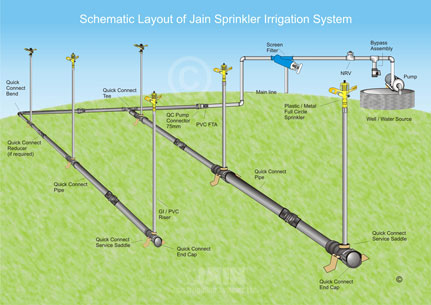 Schematic Layout of Jain Sprinkler Irrigation System
Screen
Filter
Bypass
Assembly
NRV
Pump
Main line
Well / Water Source
Plastic / Metal
Full Circle
Sprinkler
Quick
Connect
Bend
Quick Connect
Tee
QC Pump
Connector
75mm
PVC FTA
Quick Connect
Reducer
(if required)
Quick Connect
Pipe
Quick Connect
Pipe
GI / PVC
Riser
Quick Connect
Service Saddle
Quick Connect
End Cap
Quick Connect
Service Saddle
Quick Connect
End Cap
©
©